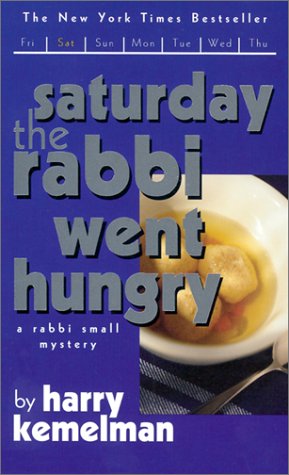 The New York Times Bestseller
Fri | Sat | Sun | Mon | Tue | Wed | Thu
saturday
the
rabbi
went
hungry
a rabbi small
mystery
by harry
kemelman